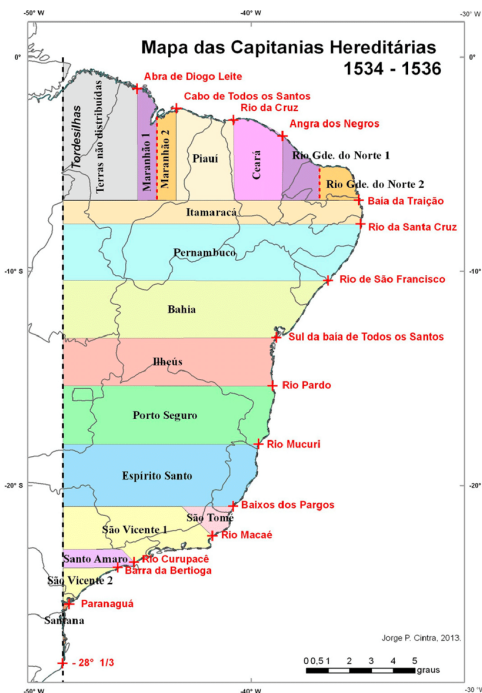 -50° W
-40° W
-30° W
0°
0°
Mapa das Capitanias Hereditárias
1534 - 1536
Abra de Diogo Leite
Cabo de Todos os Santos
Rio da Cruz
Angra dos Negros
Tordesilhas
Terras não distribuídas
Maranhão 1
Maranhão 2
Piauí
Ceará
Rio Gde. do Norte 1
Rio Gde. do Norte 2
Baia da Traição
Itamaracá
Rio da Santa Cruz
Pernambuco
-10° S
-10° S
Rio de São Francisco
Bahia
Sul da baia de Todos os Santos
Ilhéus
Rio Pardo
Porto Seguro
Rio Mucuri
Espírito Santo
-20° S
-20° S
Baixos dos Pargos
São Tomé
São Vicente 1
Rio Macaé
Santo Amaro
Rio Curupacê
Barra da Bertioga
São Vicente 2
Paranaguá
Santana
Jorge P. Cintra, 2013.
- 28° 1/3
0 0,5 1 2 3 4 5
graus
-50° W
-40° W
-30° W